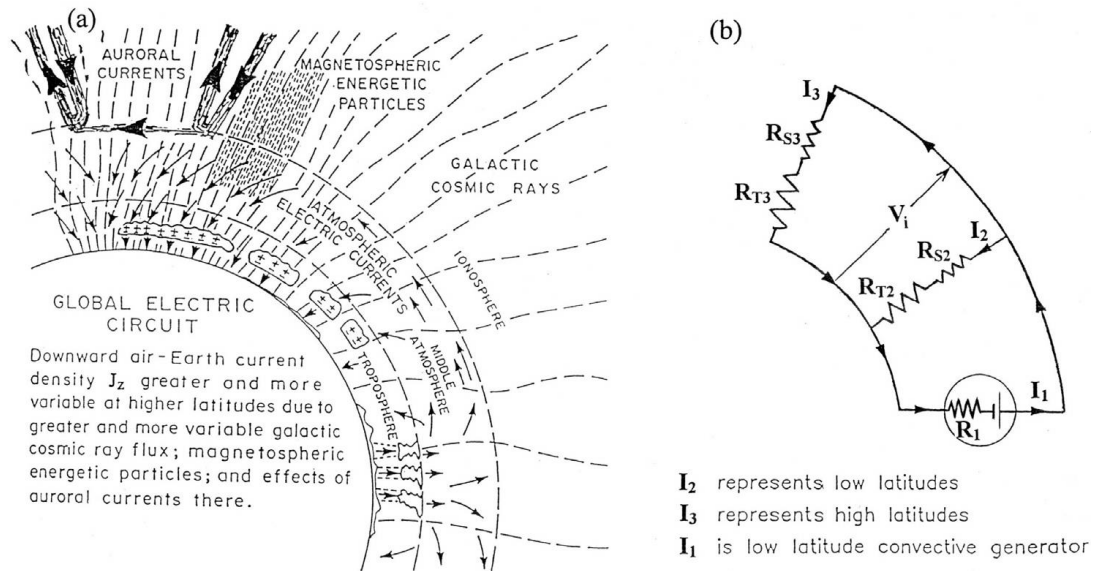 (a)
AURORAL
CURRENTS
MAGNETOSPHERIC
ENERGETIC
PARTICLES
GALACTIC
COSMIC RAYS
ATMOSPHERIC
ELECTRIC CURRENTS
IONOSPHERE
MIDDLE
ATMOSPHERE
TROPOSPHERE
GLOBAL ELECTRIC
CIRCUIT
Downward air-Earth current
density Jz greater and more
variable at higher latitudes due to
greater and more variable galactic
cosmic ray flux; magnetospheric
energetic particles; and effects of
auroral currents there.
(b)
I3
RS3
RT3
Vi
I2
RS2
RT2
I1
R1
I2 represents low latitudes
I3 represents high latitudes
I1 is low latitude convective generator